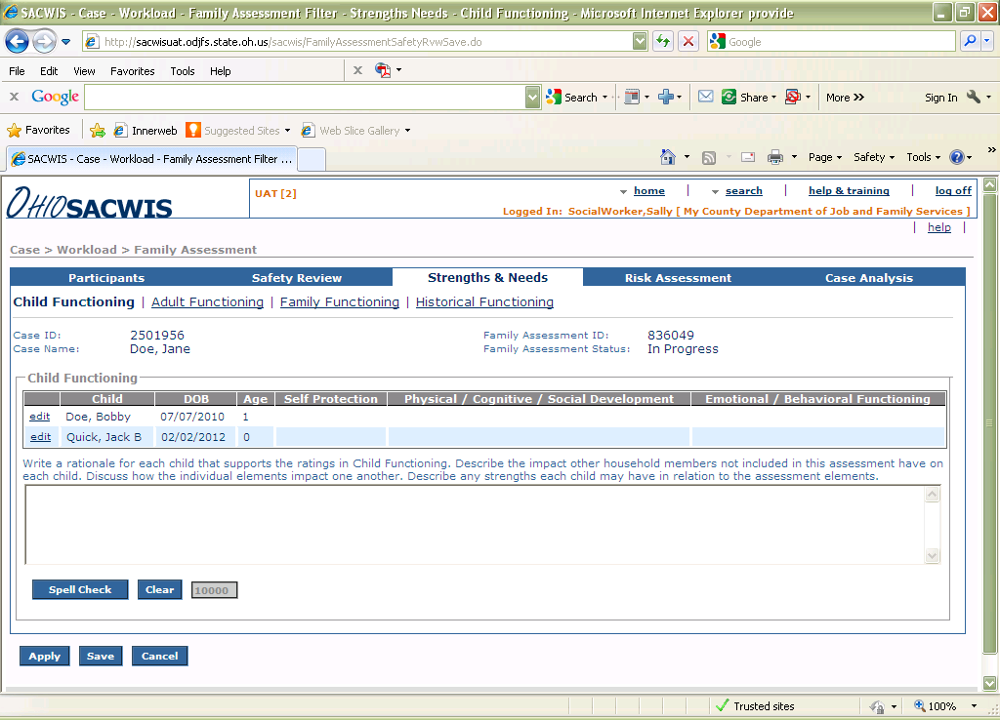 SACWIS - Case - Workload - Family Assessment Filter - Strengths Needs - Child Functioning - Microsoft Internet Explorer provide
http://sacwisuat.odjfs.state.oh.us/sacwis/FamilyAssessmentSafetyRvwSave.do Google
File Edit View Favorites Tools Help
x Google Search Share More >> Sign In
Favorites Innerweb Suggested Sites Web Slice Gallery
SACWIS - Case - Workload - Family Assessment Filter ... Page Safety Tools
OHIOSACWIS UAT [2] home | search | help & training | log off
Logged In: SocialWorker,Sally [ My County Department of Job and Family Services ]
| help |
Case > Workload > Family Assessment
Participants Safety Review Strengths & Needs Risk Assessment Case Analysis
Child Functioning | Adult Functioning | Family Functioning | Historical Functioning
Case ID: 2501956 Family Assessment ID: 836049
Case Name: Doe, Jane Family Assessment Status: In Progress
Child Functioning
Child DOB Age Self Protection Physical / Cognitive / Social Development Emotional / Behavioral Functioning
edit Doe, Bobby 07/07/2010 1
edit Quick, Jack B 02/02/2012 0
Write a rationale for each child that supports the ratings in Child Functioning. Describe the impact other household members not included in this assessment have on
each child. Discuss how the individual elements impact one another. Describe any strengths each child may have in relation to the assessment elements.
Spell Check Clear 10000
Apply Save Cancel
Trusted sites 100%